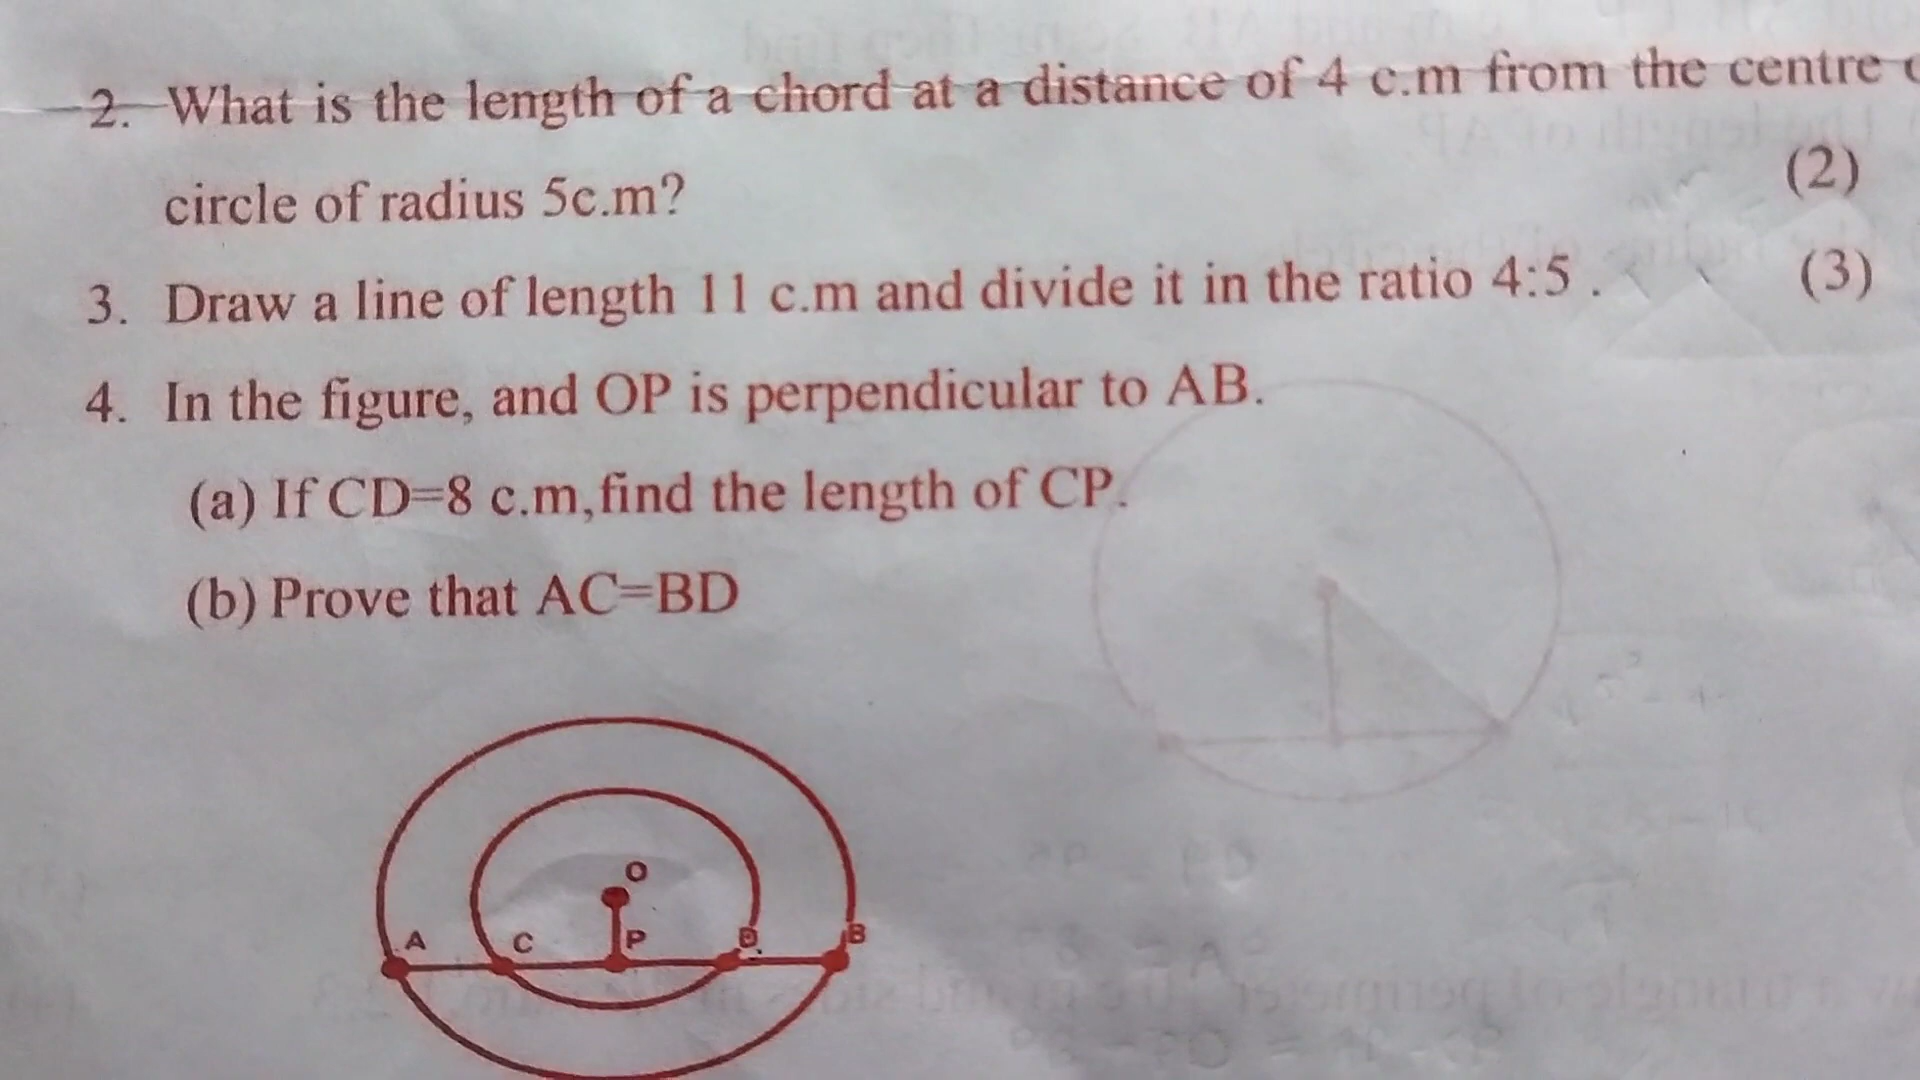 2. What is the length of a chord at a distance of 4 c.m from the centre
circle of radius 5c.m? (2)
3. Draw a line of length 11 c.m and divide it in the ratio 4:5 . (3)
4. In the figure, and OP is perpendicular to AB.
(a) If CD=8 c.m,find the length of CP.
(b) Prove that AC=BD
O
A C P D B